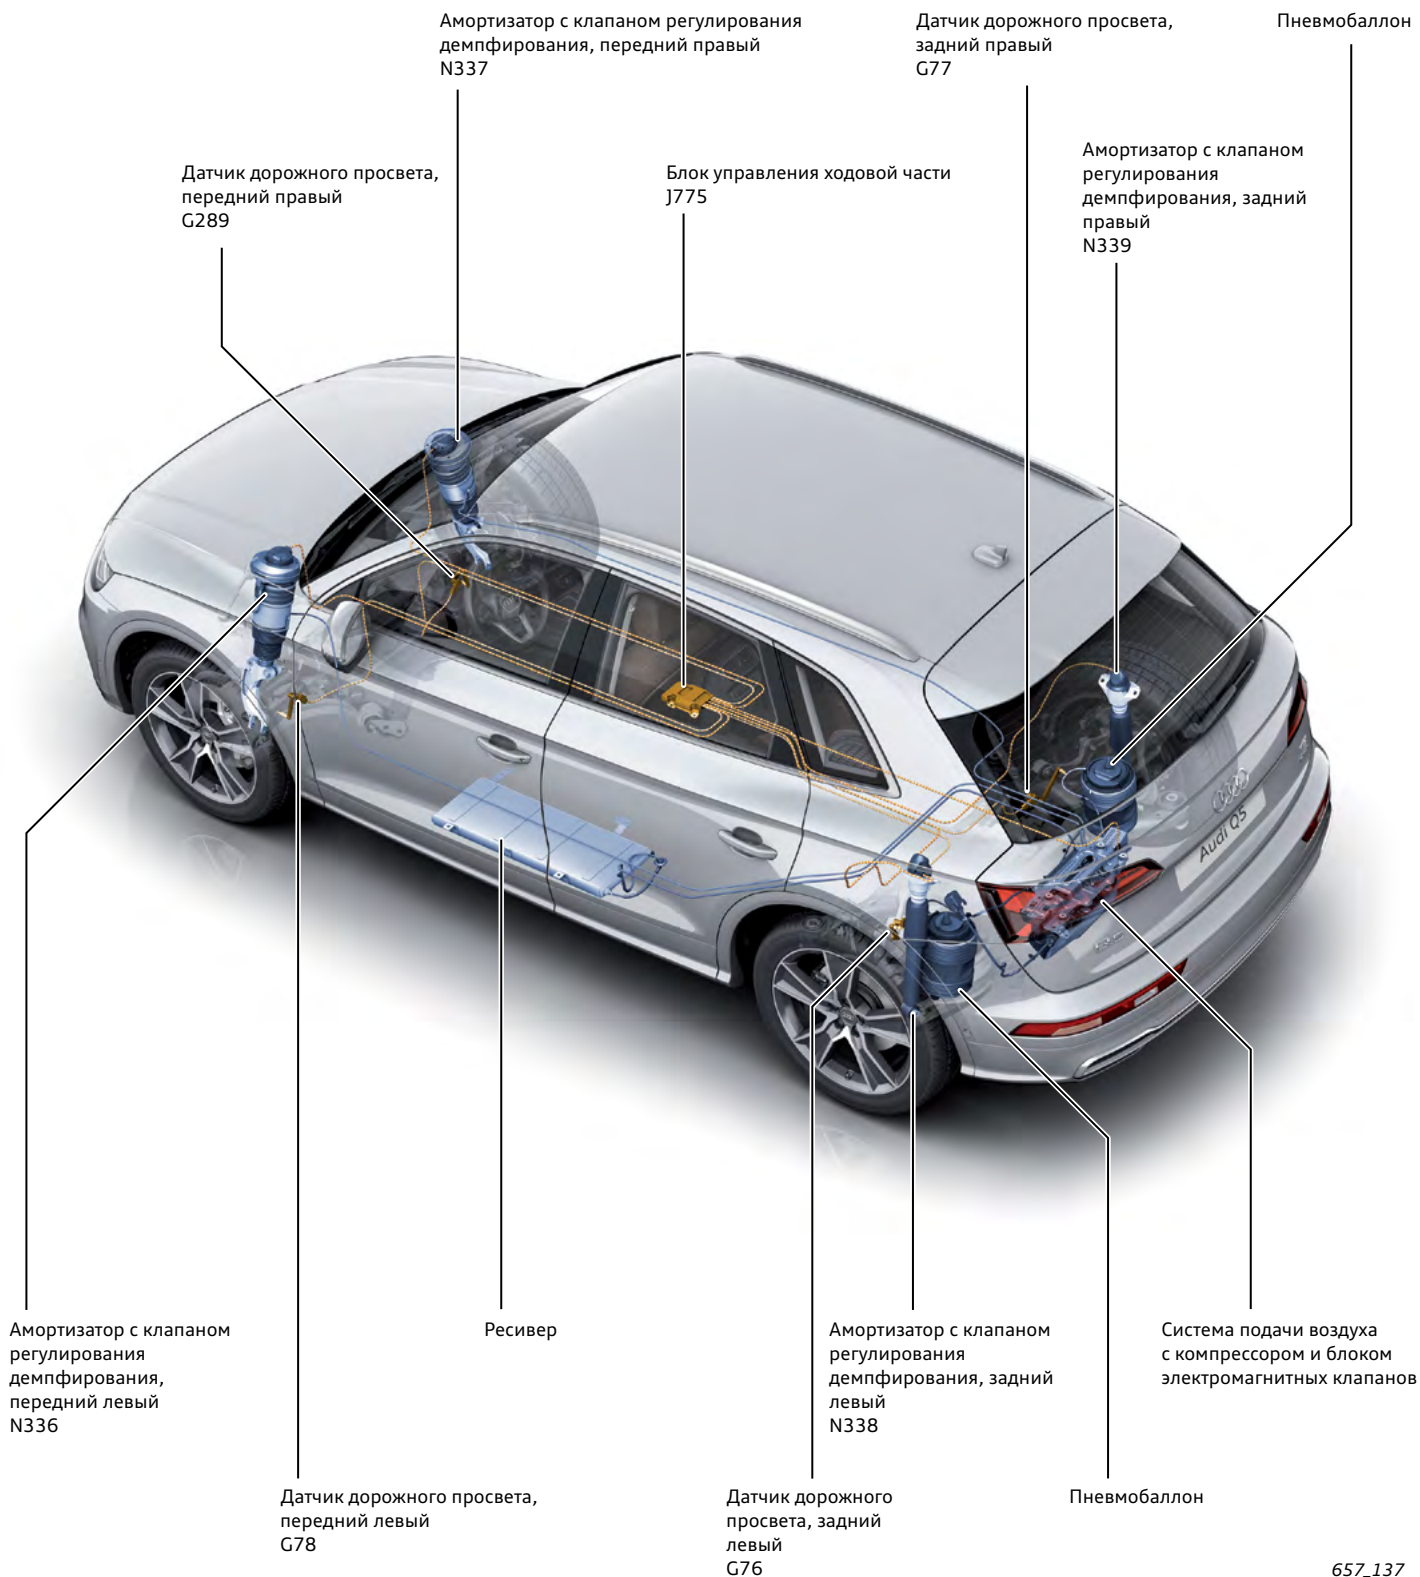 Амортизатор с клапаном регулирования
демпфирования, передний правый
N337
Датчик дорожного просвета,
задний правый
G77
Пневмобаллон
Амортизатор с клапаном
регулирования
демпфирования, задний
правый
N339
Датчик дорожного просвета,
передний правый
G289
Блок управления ходовой части
J775
Audi Q5
Амортизатор с клапаном
регулирования
демпфирования,
передний левый
N336
Ресивер
Амортизатор с клапаном
регулирования
демпфирования, задний
левый
N338
Система подачи воздуха
с компрессором и блоком
электромагнитных клапанов
Датчик дорожного просвета,
передний левый
G78
Датчик дорожного
просвета, задний
левый
G76
Пневмобаллон
657_137